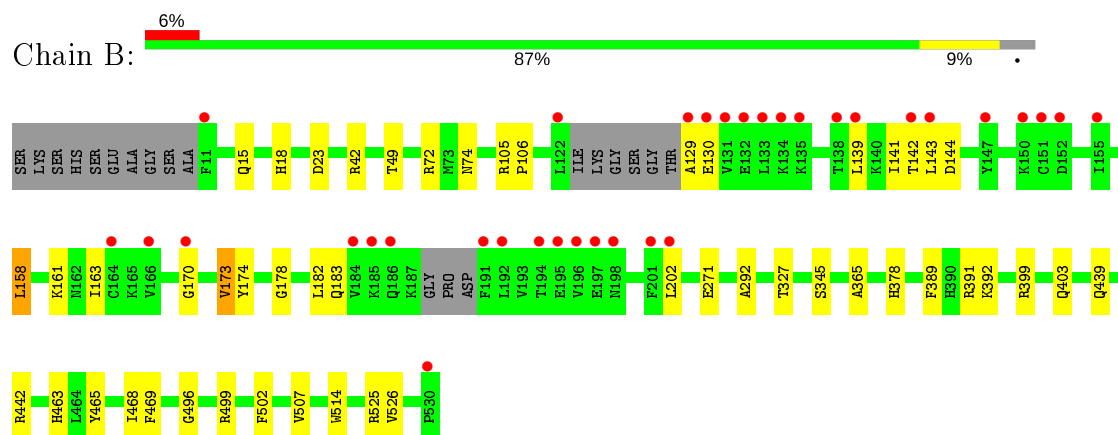 6%
Chain B:
87% 9% •
SER LYS SER HIS SER GLU ALA GLY SER ALA F11 Q15 H18 D23 R42 T49 R72 M73 N74 R105 P106 L122 ILE LYS GLY SER GLY THR A129 E130 V131 E132 L133 K134 K135 T138 L139 K140 I141 T142 L143 D144 Y147 K150 C151 D152 I155
L158 K161 N162 I163 C164 K165 V166 G170 V173 Y174 G178 L182 Q183 V184 K185 Q186 K187 GLY PRO ASP F191 L192 V193 T194 E195 V196 E197 N198 F201 L202 E271 A292 T327 S345 A365 H378 F389 H390 R391 K392 R399 Q403 Q439
R442 H463 L464 Y465 I468 F469 G496 R499 F502 V507 W514 R525 V526 P530